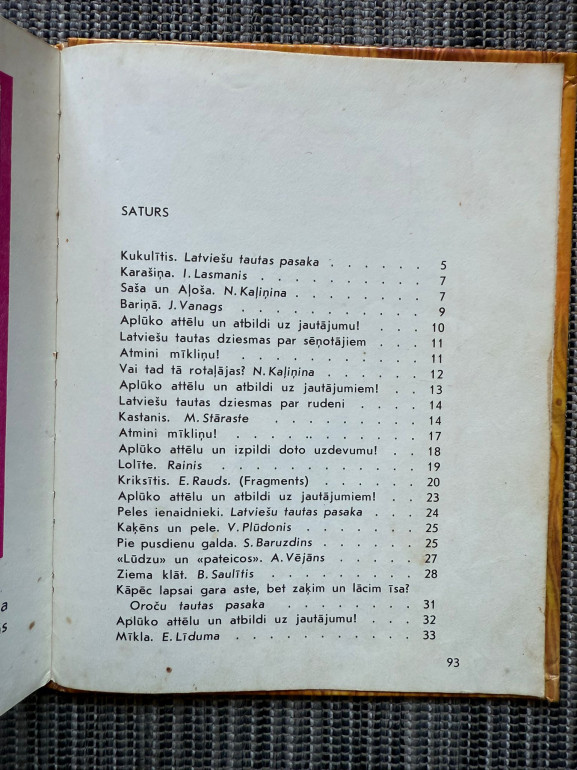 SATURS
Kukulītis. Latviešu tautas pasaka . . . . . . 5
Karašiņa. I. Lasmanis . . . . . . . . . . 7
Saša un Aļoša. N. Kaļiņina . . . . . . . 7
Bariņā. J. Vanags . . . . . . . . . . . 9
Aplūko attēlu un atbildi uz jautājumu! . . . 10
Latviešu tautas dziesmas par sēņotājiem . . . 11
Atmini mīkliņu! . . . . . . . . . . . 11
Vai tad tā rotaļājas? N. Kaļiņina . . . . . 12
Aplūko attēlu un atbildi uz jautājumiem! . . 13
Latviešu tautas dziesmas par rudeni . . . . 14
Kastanis. M. Stāraste . . . . . . . . . 14
Atmini mīkliņu! . . . . . . . . . . . 17
Aplūko attēlu un izpildi doto uzdevumu! . . 18
Lolīte. Rainis . . . . . . . . . . . . 19
Kriksītis. E. Rauds. (Fragments) . . . . . . 20
Aplūko attēlu un atbildi uz jautājumiem! . . 23
Peles ienaidnieki. Latviešu tautas pasaka . . . 24
Kaķēns un pele. V. Plūdonis . . . . . . . 25
Pie pusdienu galda. S. Baruzdins . . . . . . 25
«Lūdzu» un «pateicos». A. Vējāns . . . . . 27
Ziema klāt. B. Saulītis . . . . . . . . . 28
Kāpēc lapsai gara aste, bet zaķim un lācim īsa?
Oroču tautas pasaka . . . . . . . . 31
Aplūko attēlu un atbildi uz jautājumu! . . . 32
Mīkla. E. Līduma . . . . . . . . . . . 33
93